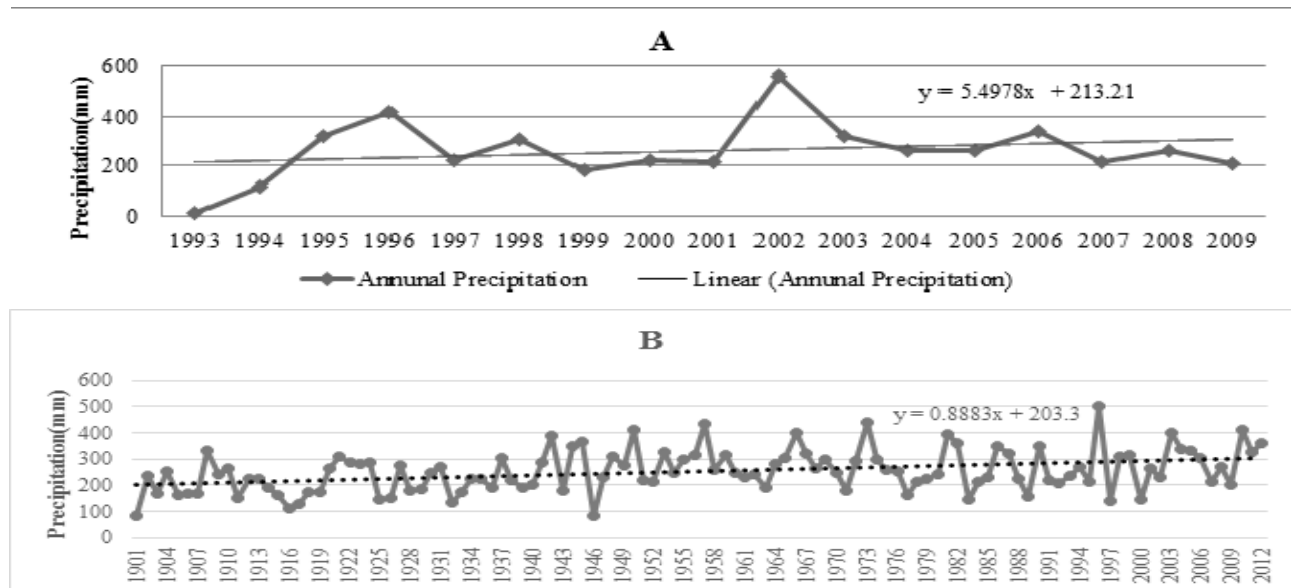 A
Precipitation(mm)
600
400
200
0
y = 5.4978x + 213.21
1993 1994 1995 1996 1997 1998 1999 2000 2001 2002 2003 2004 2005 2006 2007 2008 2009
Annunal Precipitation Linear (Annunal Precipitation)
B
Precipitation(mm)
600
500
400
300
200
100
0
y = 0.8883x + 203.3
1901 1904 1907 1910 1913 1916 1919 1922 1925 1928 1931 1934 1937 1940 1943 1946 1949 1952 1955 1958 1961 1964 1967 1970 1973 1976 1979 1982 1985 1988 1991 1994 1997 2000 2003 2006 2009 2012